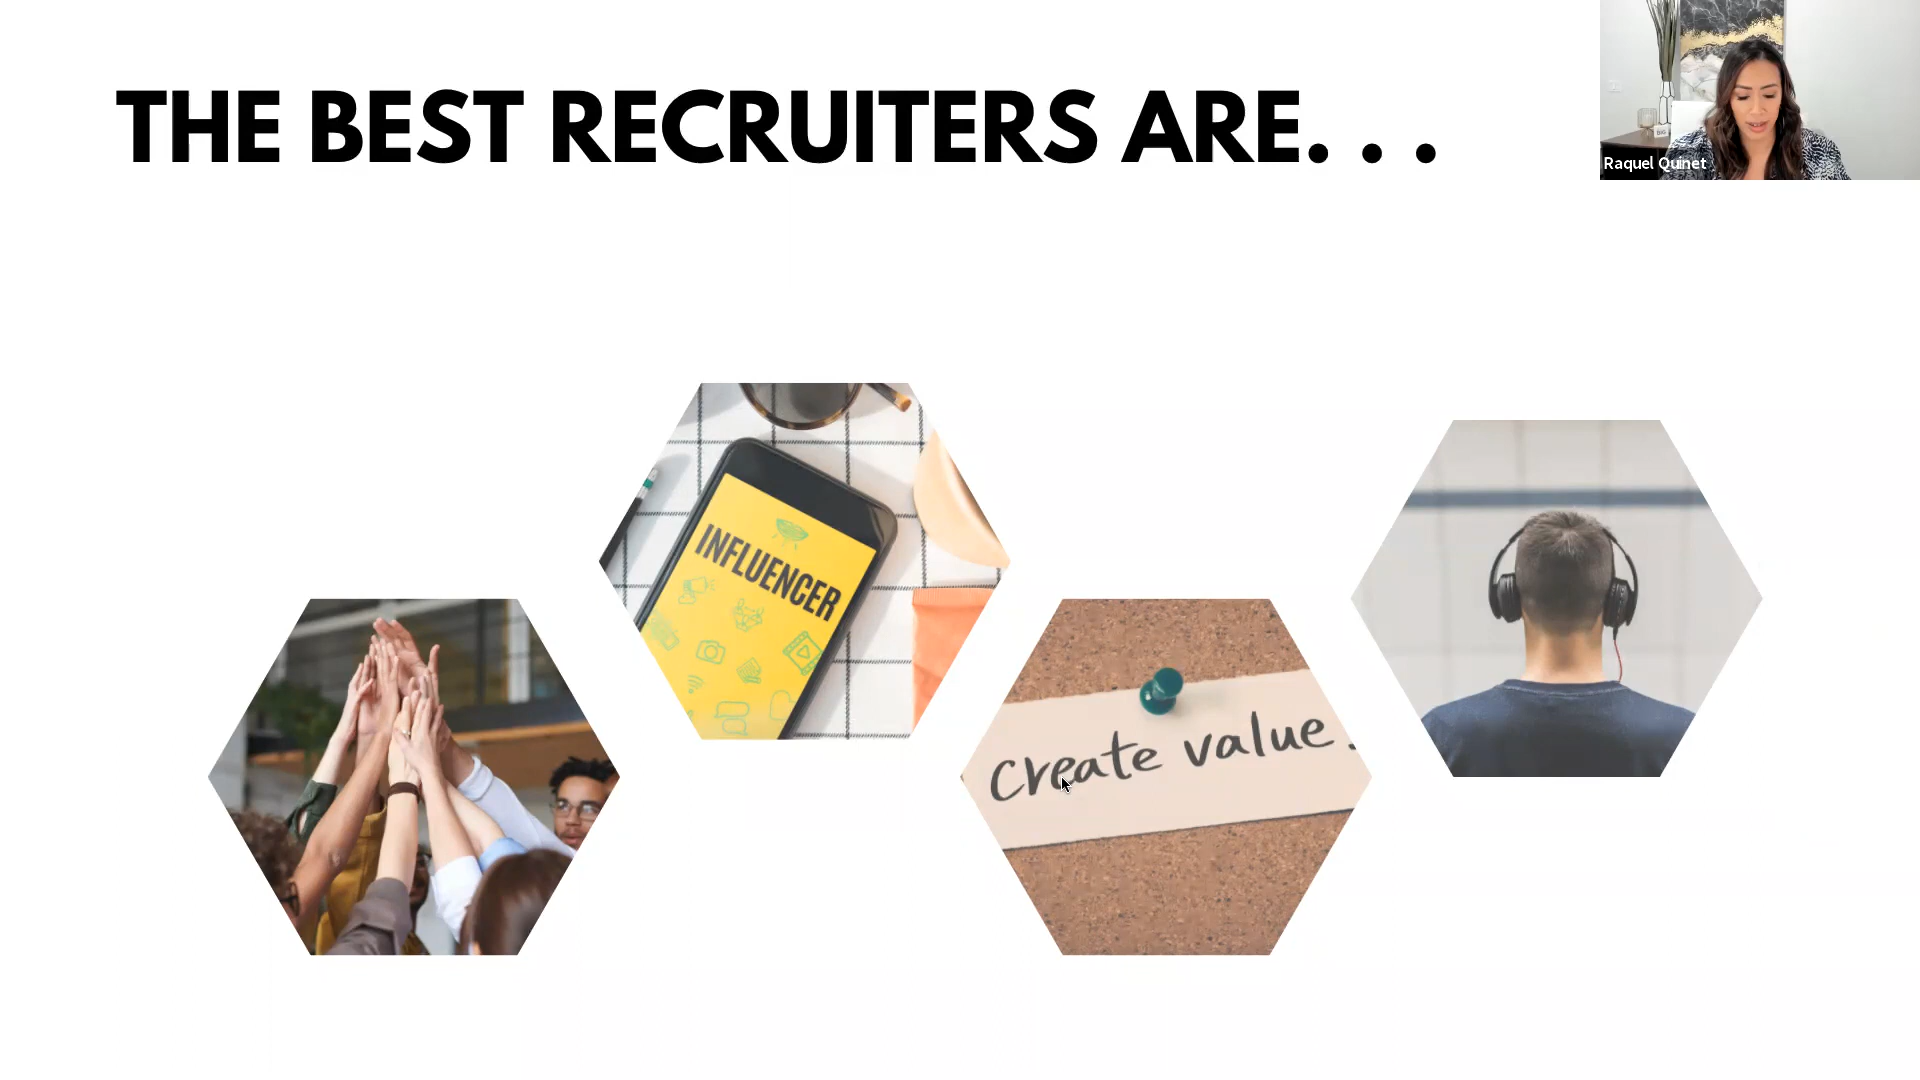 THE BEST RECRUITERS ARE. . .
Raquel Quinet
INFLUENCER
create value.